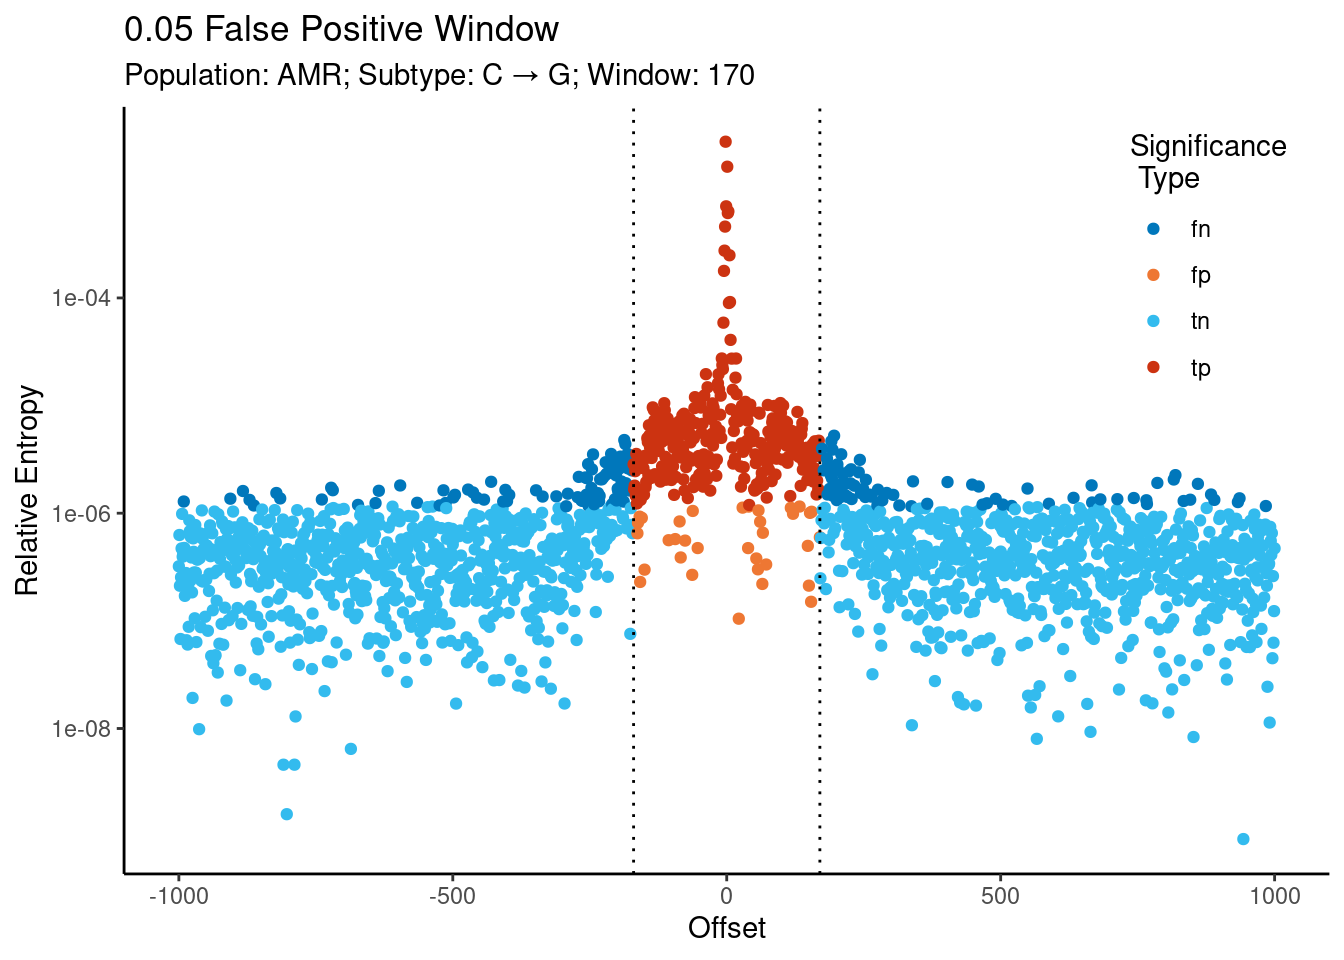 0.05 False Positive Window
Population: AMR; Subtype: C → G; Window: 170
Significance
Type
fn
fp
tn
tp
Relative Entropy
1e-04
1e-06
1e-08
-1000
-500
0
500
1000
Offset